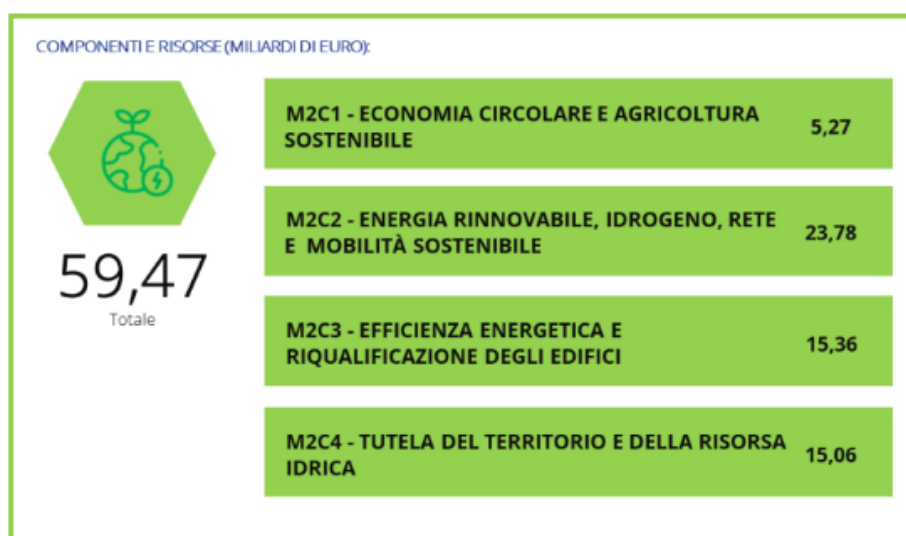 COMPONENTI E RISORSE (MILIARDI DI EURO):
59,47
Totale
M2C1 - ECONOMIA CIRCOLARE E AGRICOLTURA
SOSTENIBILE
5,27
M2C2 - ENERGIA RINNOVABILE, IDROGENO, RETE
E MOBILITÀ SOSTENIBILE
23,78
M2C3 - EFFICIENZA ENERGETICA E
RIQUALIFICAZIONE DEGLI EDIFICI
15,36
M2C4 - TUTELA DEL TERRITORIO E DELLA RISORSA
IDRICA
15,06